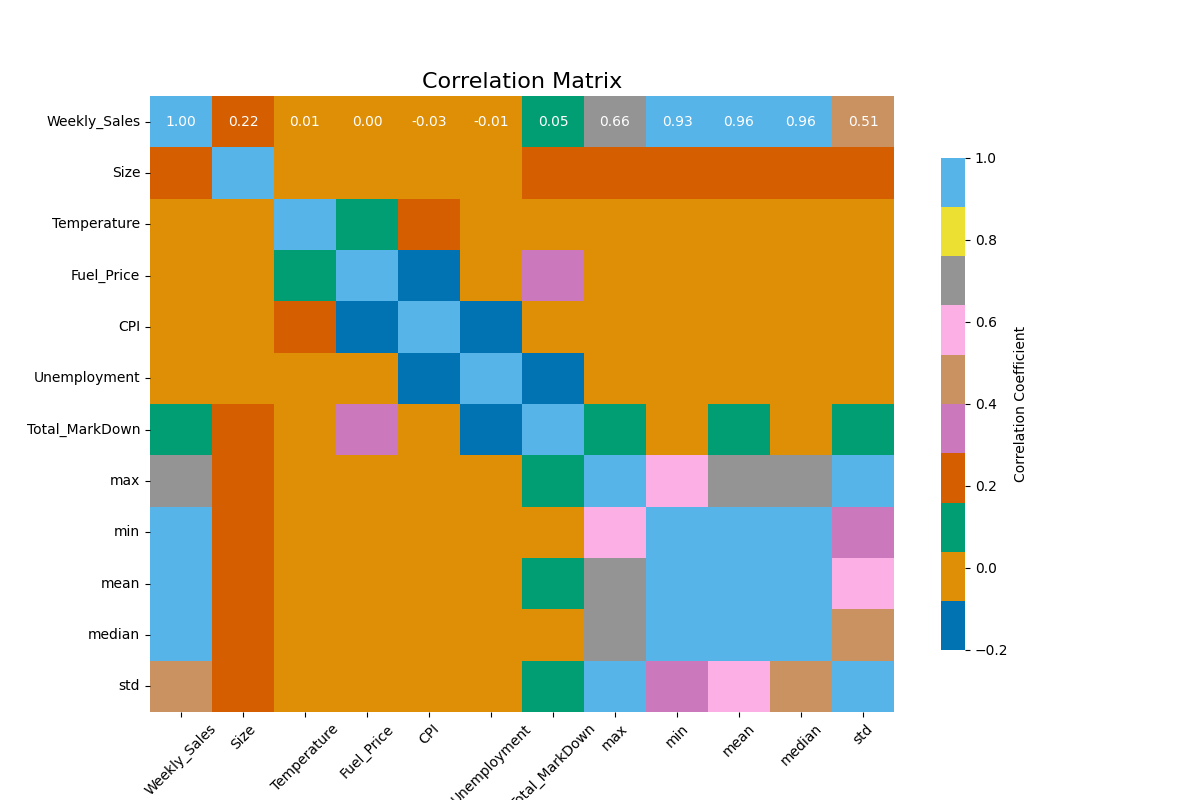 Correlation Matrix
Weekly_Sales 1.00 0.22 0.01 0.00 -0.03 -0.01 0.05 0.66 0.93 0.96 0.96 0.51
Size
Temperature
Fuel_Price
CPI
Unemployment
Total_MarkDown
max
min
mean
median
std
Weekly_Sales Size Temperature Fuel_Price CPI Unemployment otal_MarkDown max min mean median std
1.0
0.8
0.6
0.4
0.2
0.0
−0.2
Correlation Coefficient